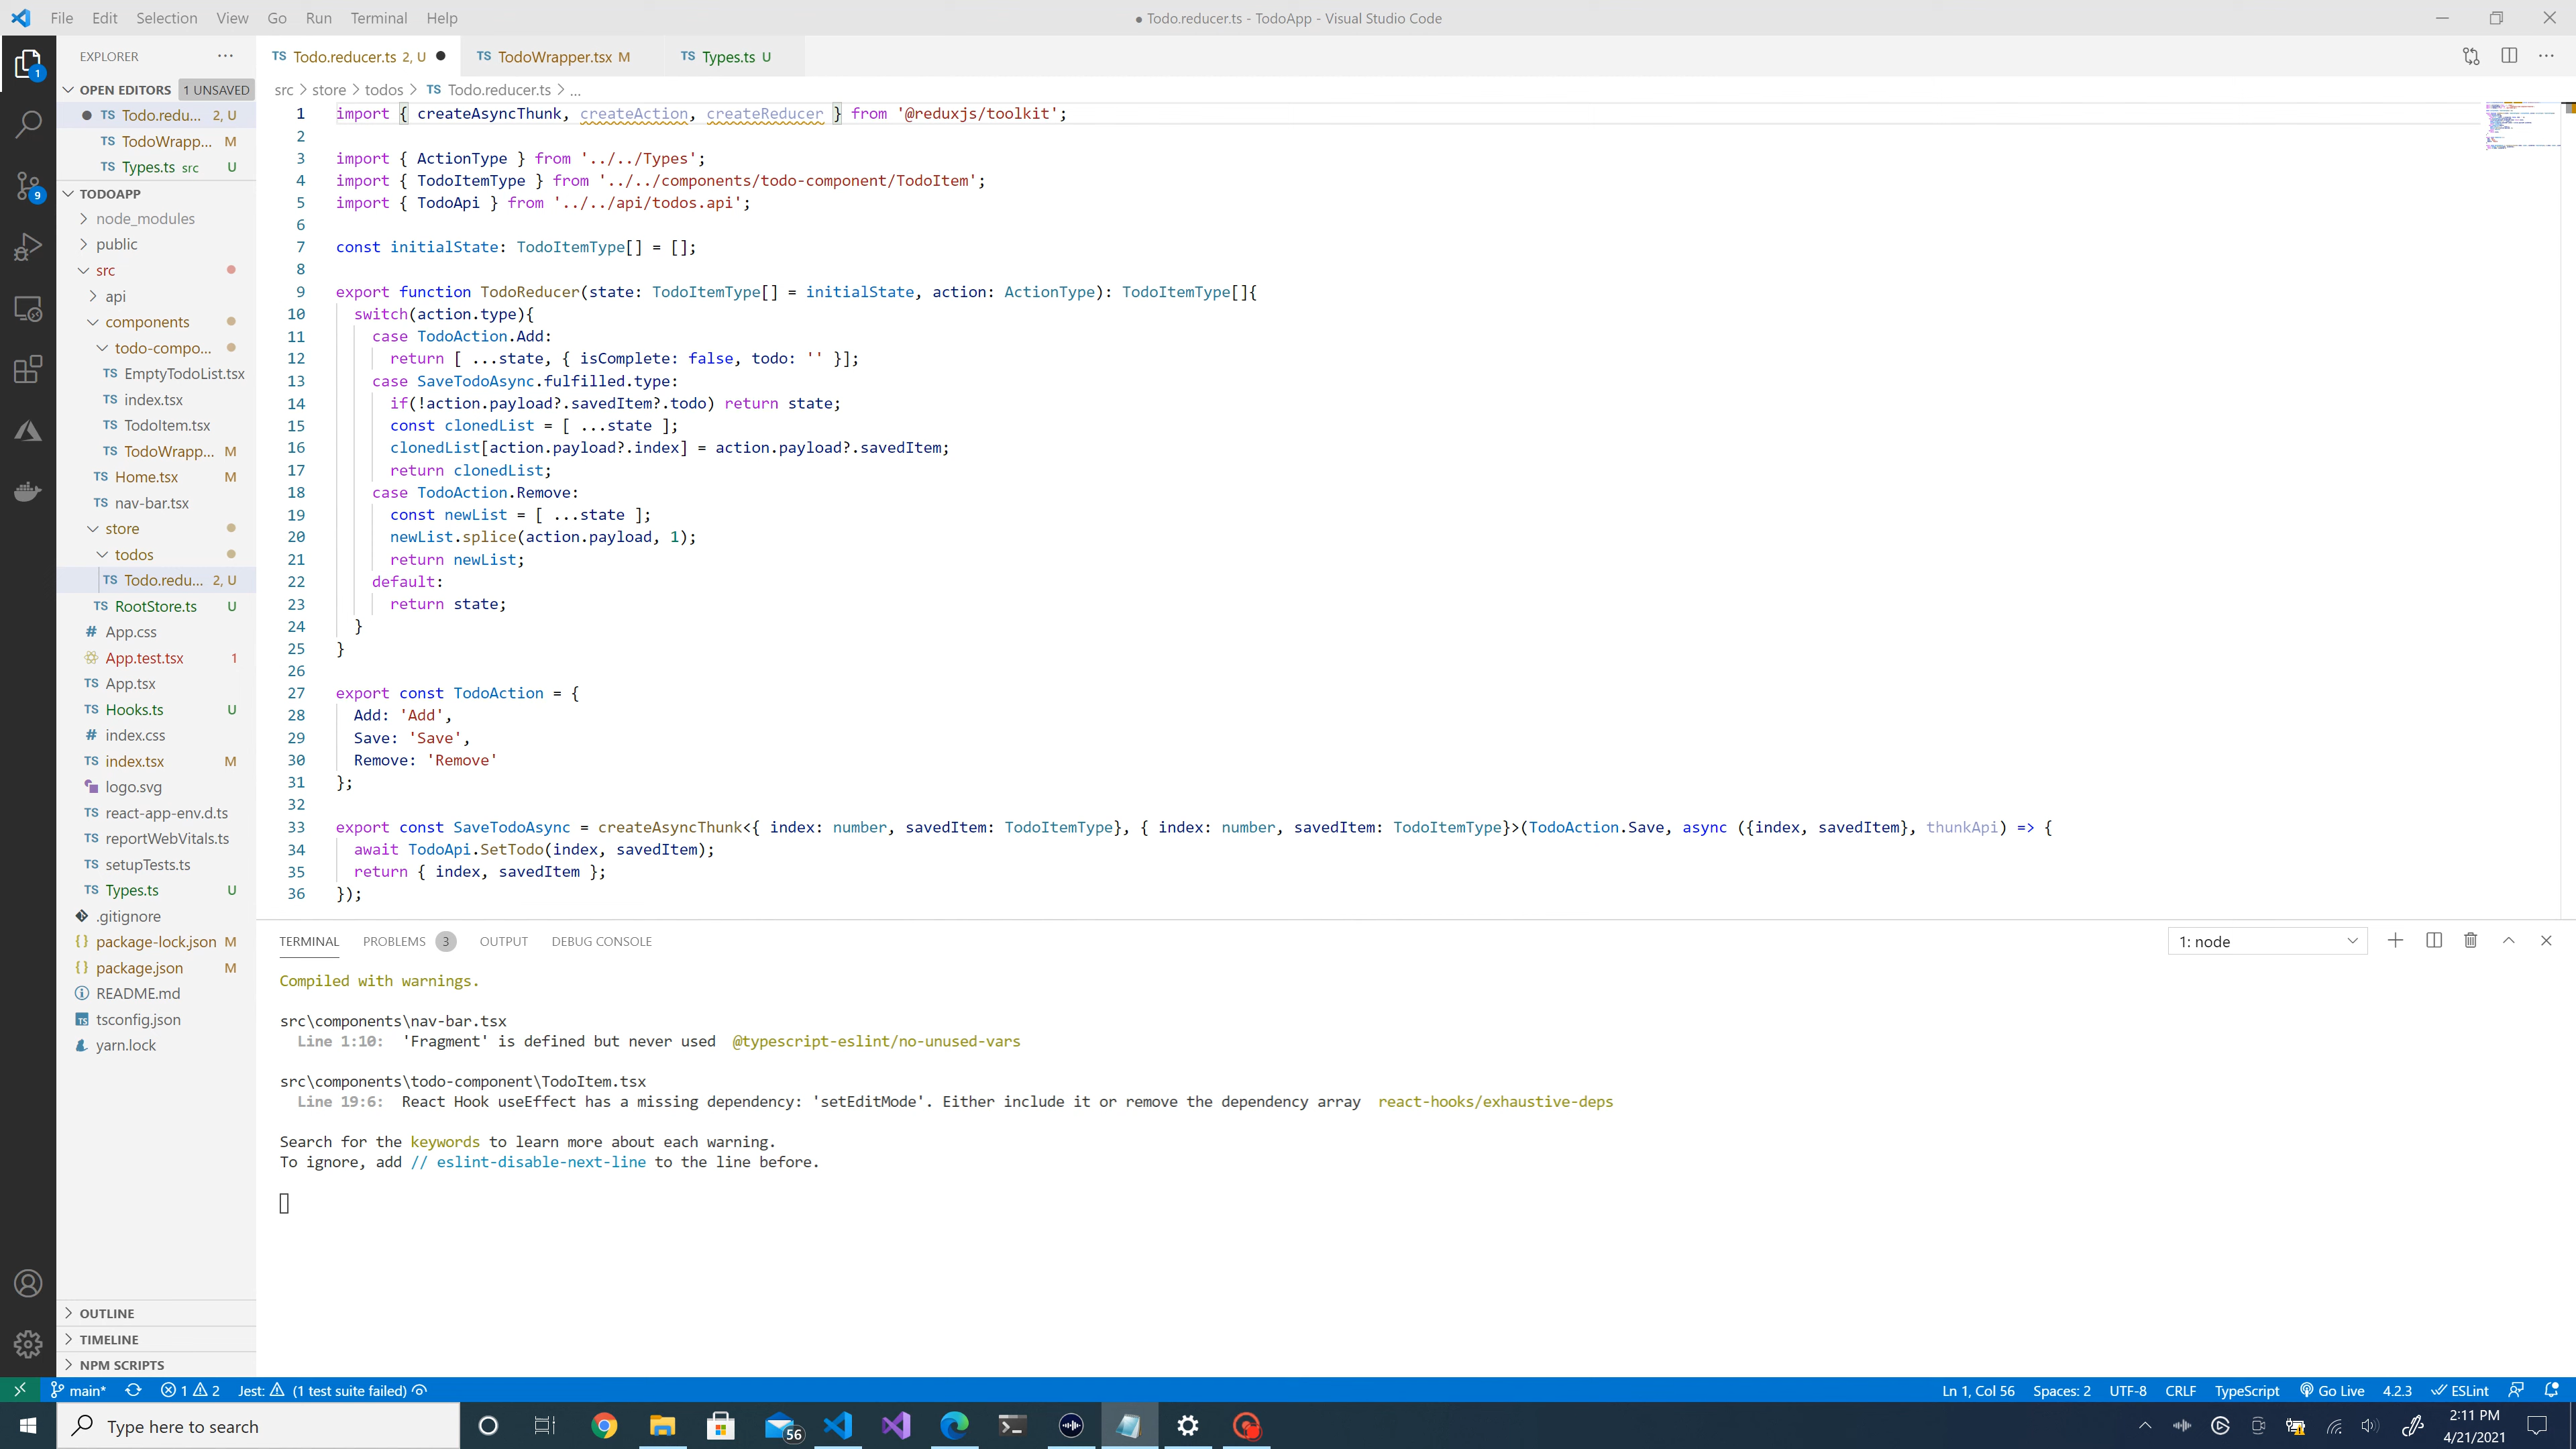 File Edit Selection View Go Run Terminal Help
● Todo.reducer.ts - TodoApp - Visual Studio Code
EXPLORER ···
TS Todo.reducer.ts 2, U ●
TS TodoWrapper.tsx M
TS Types.ts U
OPEN EDITORS 1 UNSAVED
● TS Todo.redu... 2, U
TS TodoWrapp... M
TS Types.ts src U
TODOAPP
node_modules
public
src
api
components
todo-compo...
TS EmptyTodoList.tsx
TS index.tsx
TS TodoItem.tsx
TS TodoWrapp... M
TS Home.tsx M
TS nav-bar.tsx
store
todos
TS Todo.redu... 2, U
TS RootStore.ts U
# App.css
App.test.tsx 1
TS App.tsx
TS Hooks.ts U
# index.css
TS index.tsx M
logo.svg
TS react-app-env.d.ts
TS reportWebVitals.ts
TS setupTests.ts
TS Types.ts U
.gitignore
{} package-lock.json M
{} package.json M
README.md
TS tsconfig.json
yarn.lock
OUTLINE
TIMELINE
NPM SCRIPTS
1
9
src > store > todos > TS Todo.reducer.ts > ...
1 import { createAsyncThunk, createAction, createReducer } from '@reduxjs/toolkit';
2
3 import { ActionType } from '../../Types';
4 import { TodoItemType } from '../../components/todo-component/TodoItem';
5 import { TodoApi } from '../../api/todos.api';
6
7 const initialState: TodoItemType[] = [];
8
9 export function TodoReducer(state: TodoItemType[] = initialState, action: ActionType): TodoItemType[]{
10 switch(action.type){
11 case TodoAction.Add:
12 return [ ...state, { isComplete: false, todo: '' }];
13 case SaveTodoAsync.fulfilled.type:
14 if(!action.payload?.savedItem?.todo) return state;
15 const clonedList = [ ...state ];
16 clonedList[action.payload?.index] = action.payload?.savedItem;
17 return clonedList;
18 case TodoAction.Remove:
19 const newList = [ ...state ];
20 newList.splice(action.payload, 1);
21 return newList;
22 default:
23 return state;
24 }
25 }
26
27 export const TodoAction = {
28 Add: 'Add',
29 Save: 'Save',
30 Remove: 'Remove'
31 };
32
33 export const SaveTodoAsync = createAsyncThunk<{ index: number, savedItem: TodoItemType}, { index: number, savedItem: TodoItemType}>(TodoAction.Save, async ({index, savedItem}, thunkApi) => {
34 await TodoApi.SetTodo(index, savedItem);
35 return { index, savedItem };
36 });
TERMINAL PROBLEMS 3 OUTPUT DEBUG CONSOLE
1: node
Compiled with warnings.
src\components\nav-bar.tsx
Line 1:10: 'Fragment' is defined but never used @typescript-eslint/no-unused-vars
src\components\todo-component\TodoItem.tsx
Line 19:6: React Hook useEffect has a missing dependency: 'setEditMode'. Either include it or remove the dependency array react-hooks/exhaustive-deps
Search for the keywords to learn more about each warning.
To ignore, add // eslint-disable-next-line to the line before.
main* 1 2 Jest: (1 test suite failed)
Ln 1, Col 56 Spaces: 2 UTF-8 CRLF TypeScript Go Live 4.2.3 ESLint
Type here to search
56
2:11 PM
4/21/2021